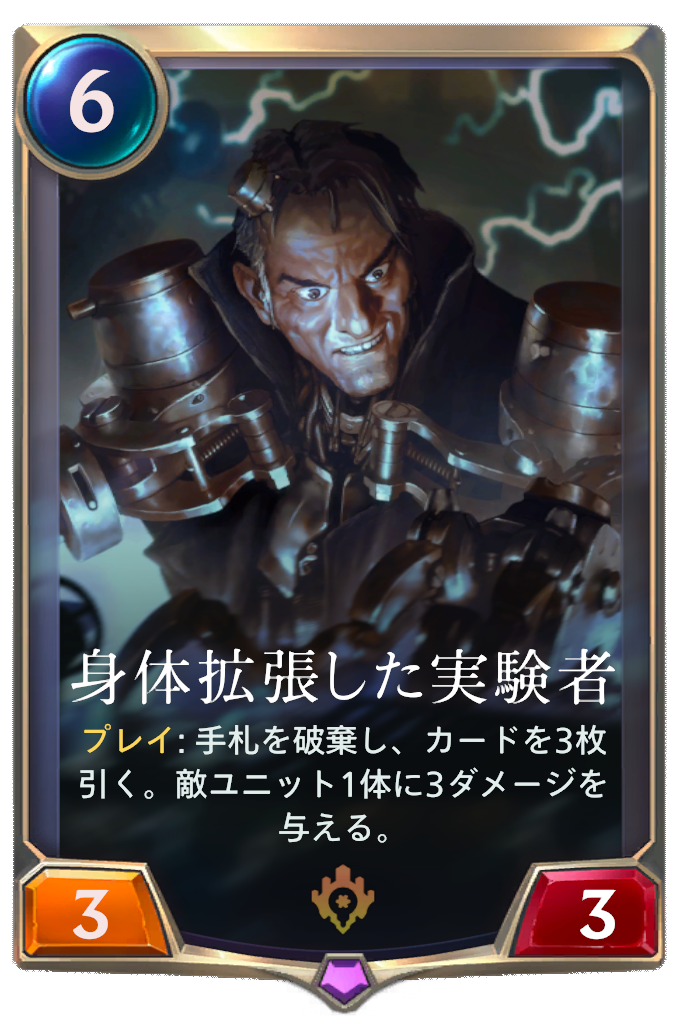 6
身体拡張した実験者
プレイ: 手札を破棄し、カードを3枚
引く。敵ユニット1体に3ダメージを
与える。
3
3